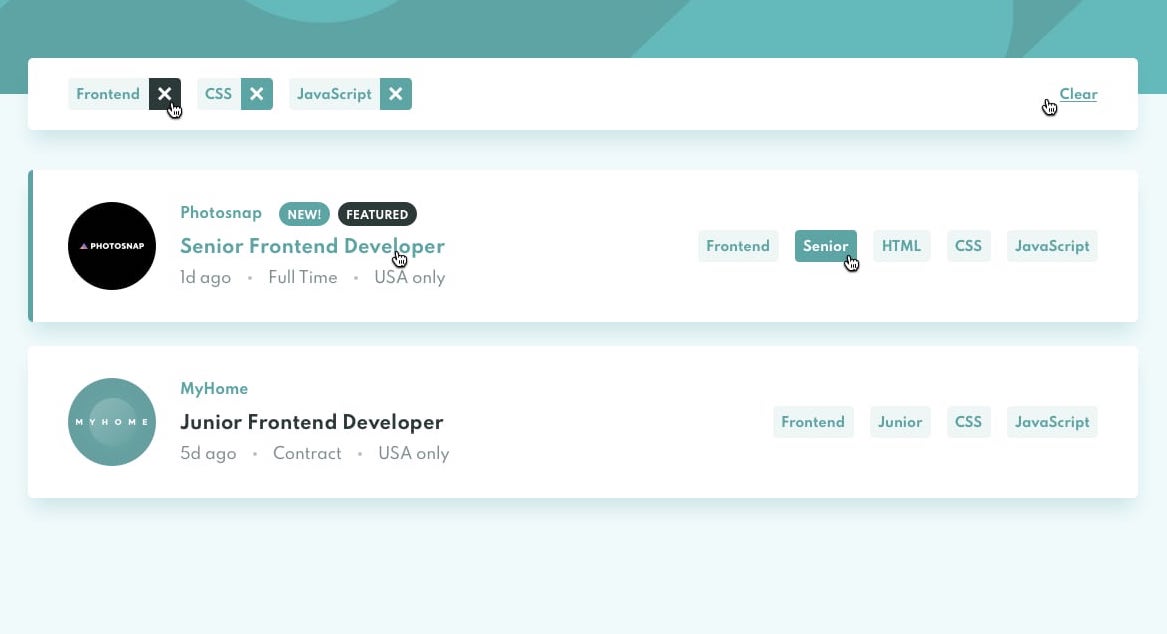 Frontend CSS JavaScript Clear
Photosnap NEW! FEATURED
PHOTOSNAP
Senior Frontend Developer
1d ago • Full Time • USA only
Frontend Senior HTML CSS JavaScript
MyHome
MYHOME
Junior Frontend Developer
5d ago • Contract • USA only
Frontend Junior CSS JavaScript